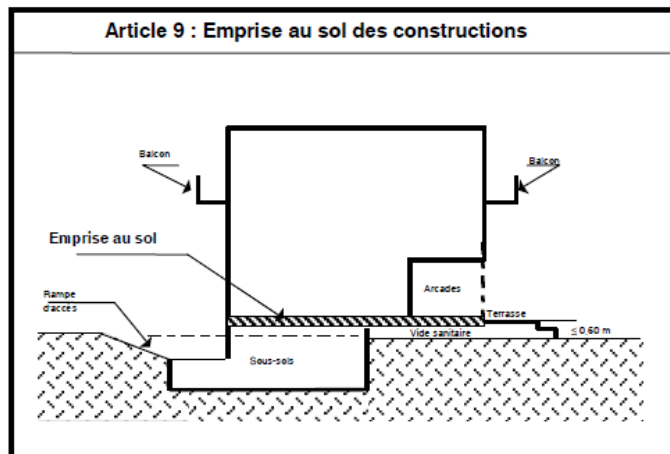 Article 9 : Emprise au sol des constructions
Balcon
Balcon
Emprise au sol
Arcades
Rampe
d'accès
Terrasse
Vide sanitaire
≤ 0,60 m
Sous-sols